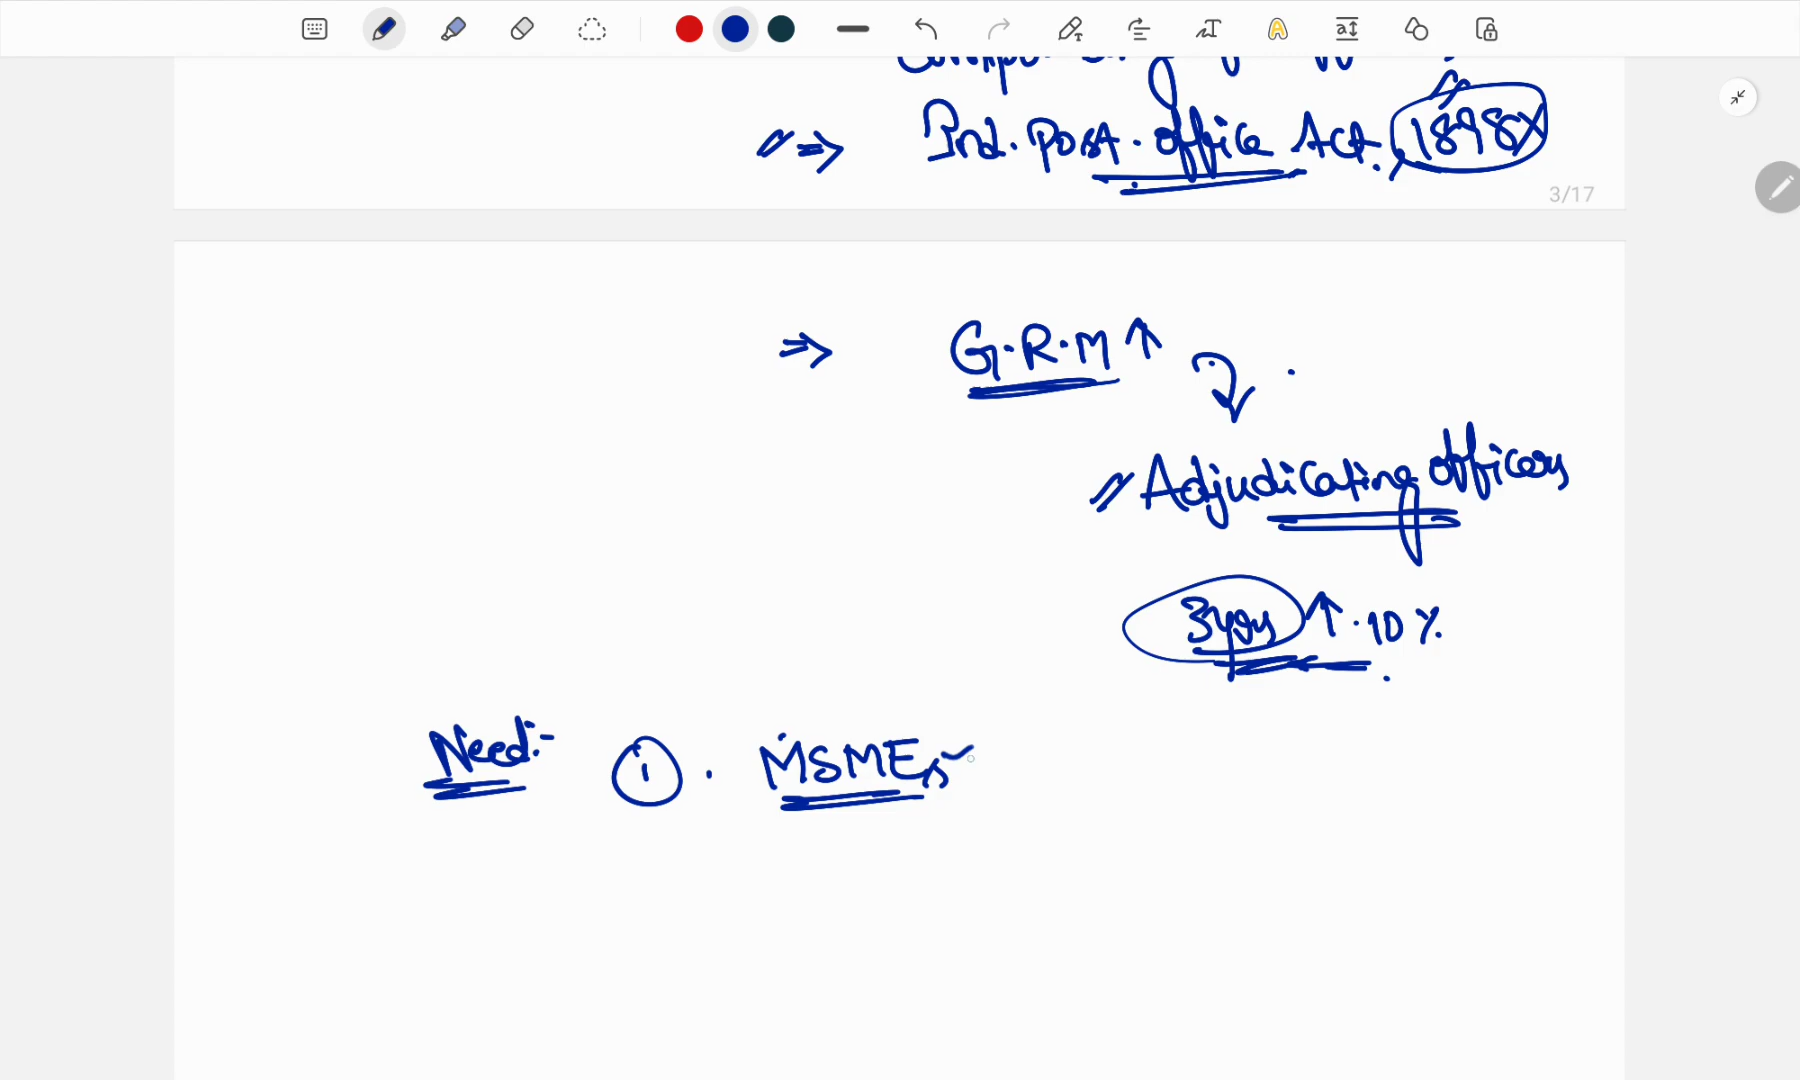 Ind. Post. office Act., 1898
3/17
⇒ G.R.M ↑
Adjudicating officers
3yrs ↑ . 10 %
Need:- ① . MSMEs